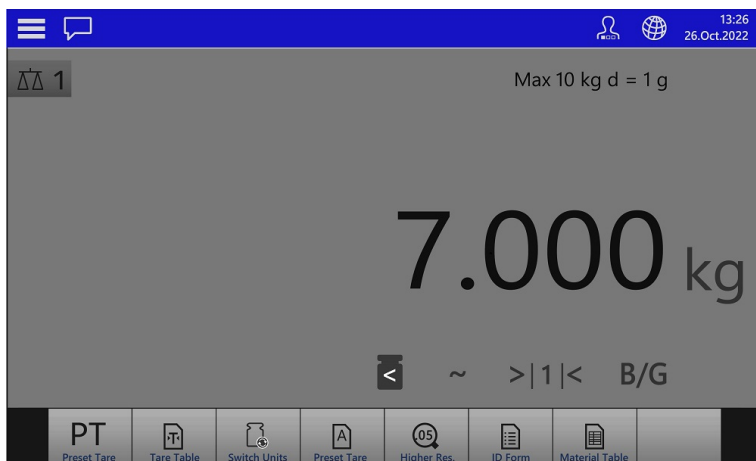 13:26
26.Oct.2022
1
Max 10 kg d = 1 g
7.000 kg
< ~ >|1|< B/G
PT
Preset Tare
T
Tare Table
Switch Units
A
Preset Tare
.05
Higher Res.
ID Form
Material Table